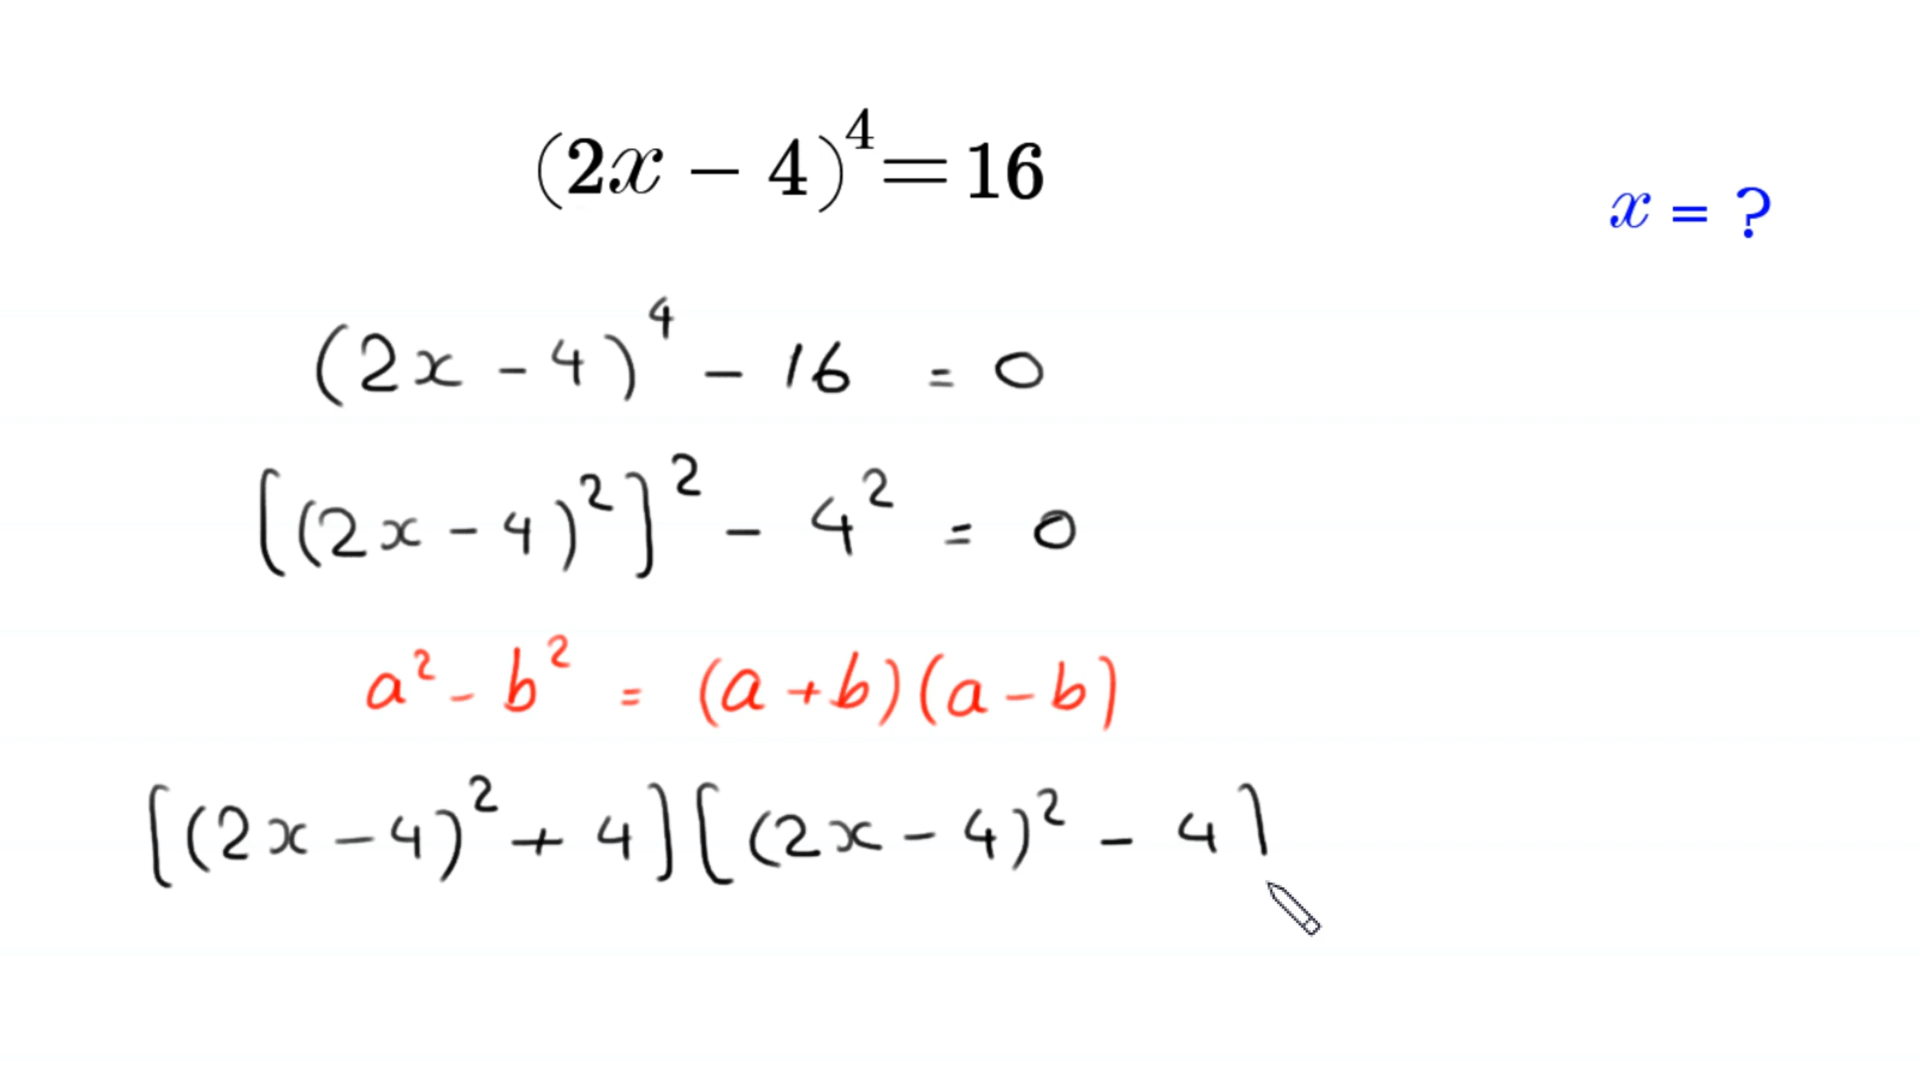 (2x − 4)⁴ = 16
x = ?
(2x − 4)⁴ − 16 = 0
[(2x − 4)²]² − 4² = 0
a² − b² = (a + b)(a − b)
[(2x − 4)² + 4][(2x − 4)² − 4]